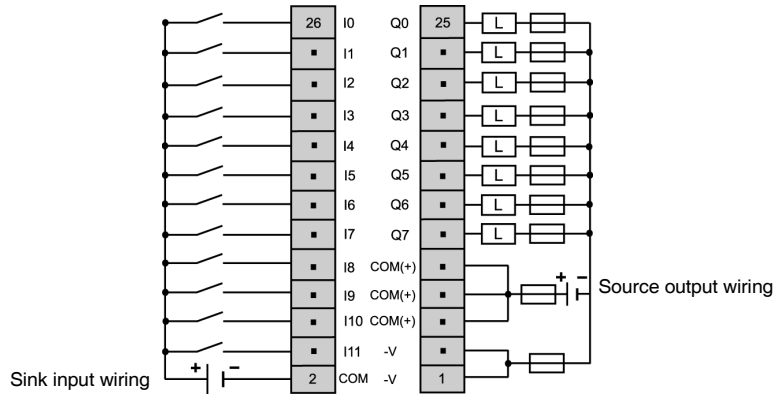 26 I0 Q0 25 L
I1 Q1 L
I2 Q2 L
I3 Q3 L
I4 Q4 L
I5 Q5 L
I6 Q6 L
I7 Q7 L
I8 COM(+)
+ −
I9 COM(+) Source output wiring
I10 COM(+)
I11 -V
+ −
Sink input wiring 2 COM -V 1